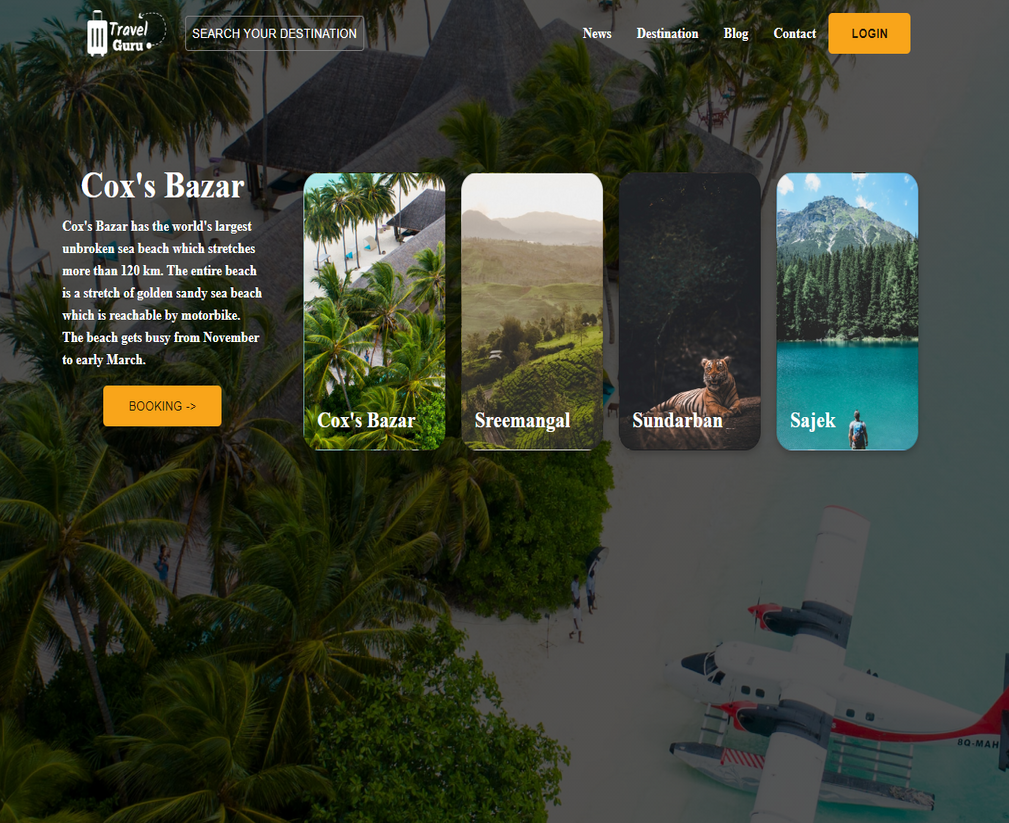 Travel
Guru
SEARCH YOUR DESTINATION
News
Destination
Blog
Contact
LOGIN
Cox's Bazar
Cox's Bazar has the world's largest
unbroken sea beach which stretches
more than 120 km. The entire beach
is a stretch of golden sandy sea beach
which is reachable by motorbike.
The beach gets busy from November
to early March.
BOOKING ->
Cox's Bazar
Sreemangal
Sundarban
Sajek
8Q-MAH